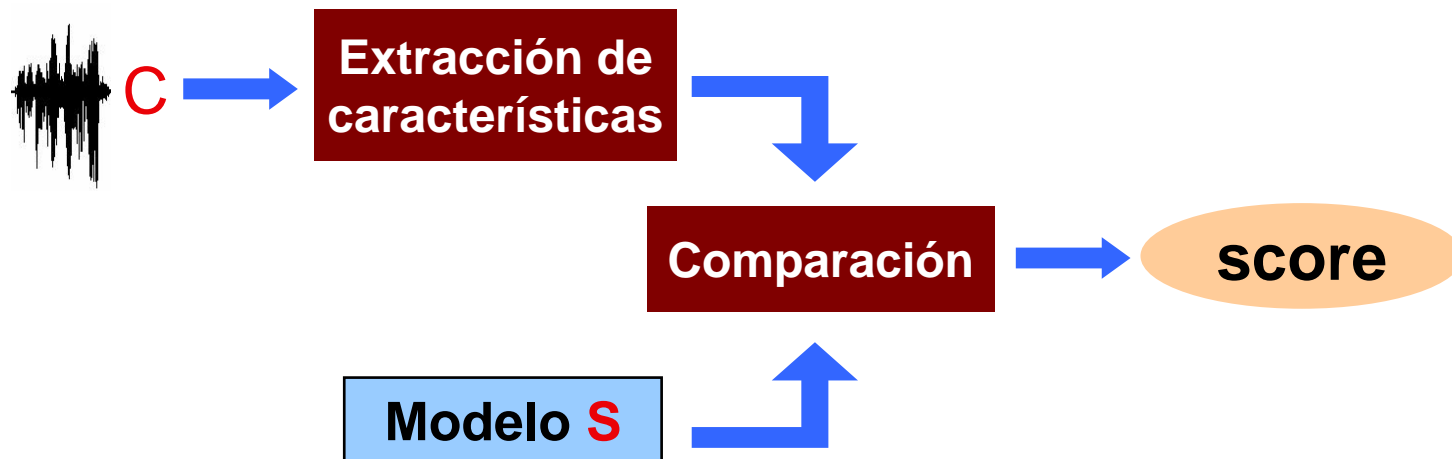 C
Extracción de
características
Comparación
score
Modelo S